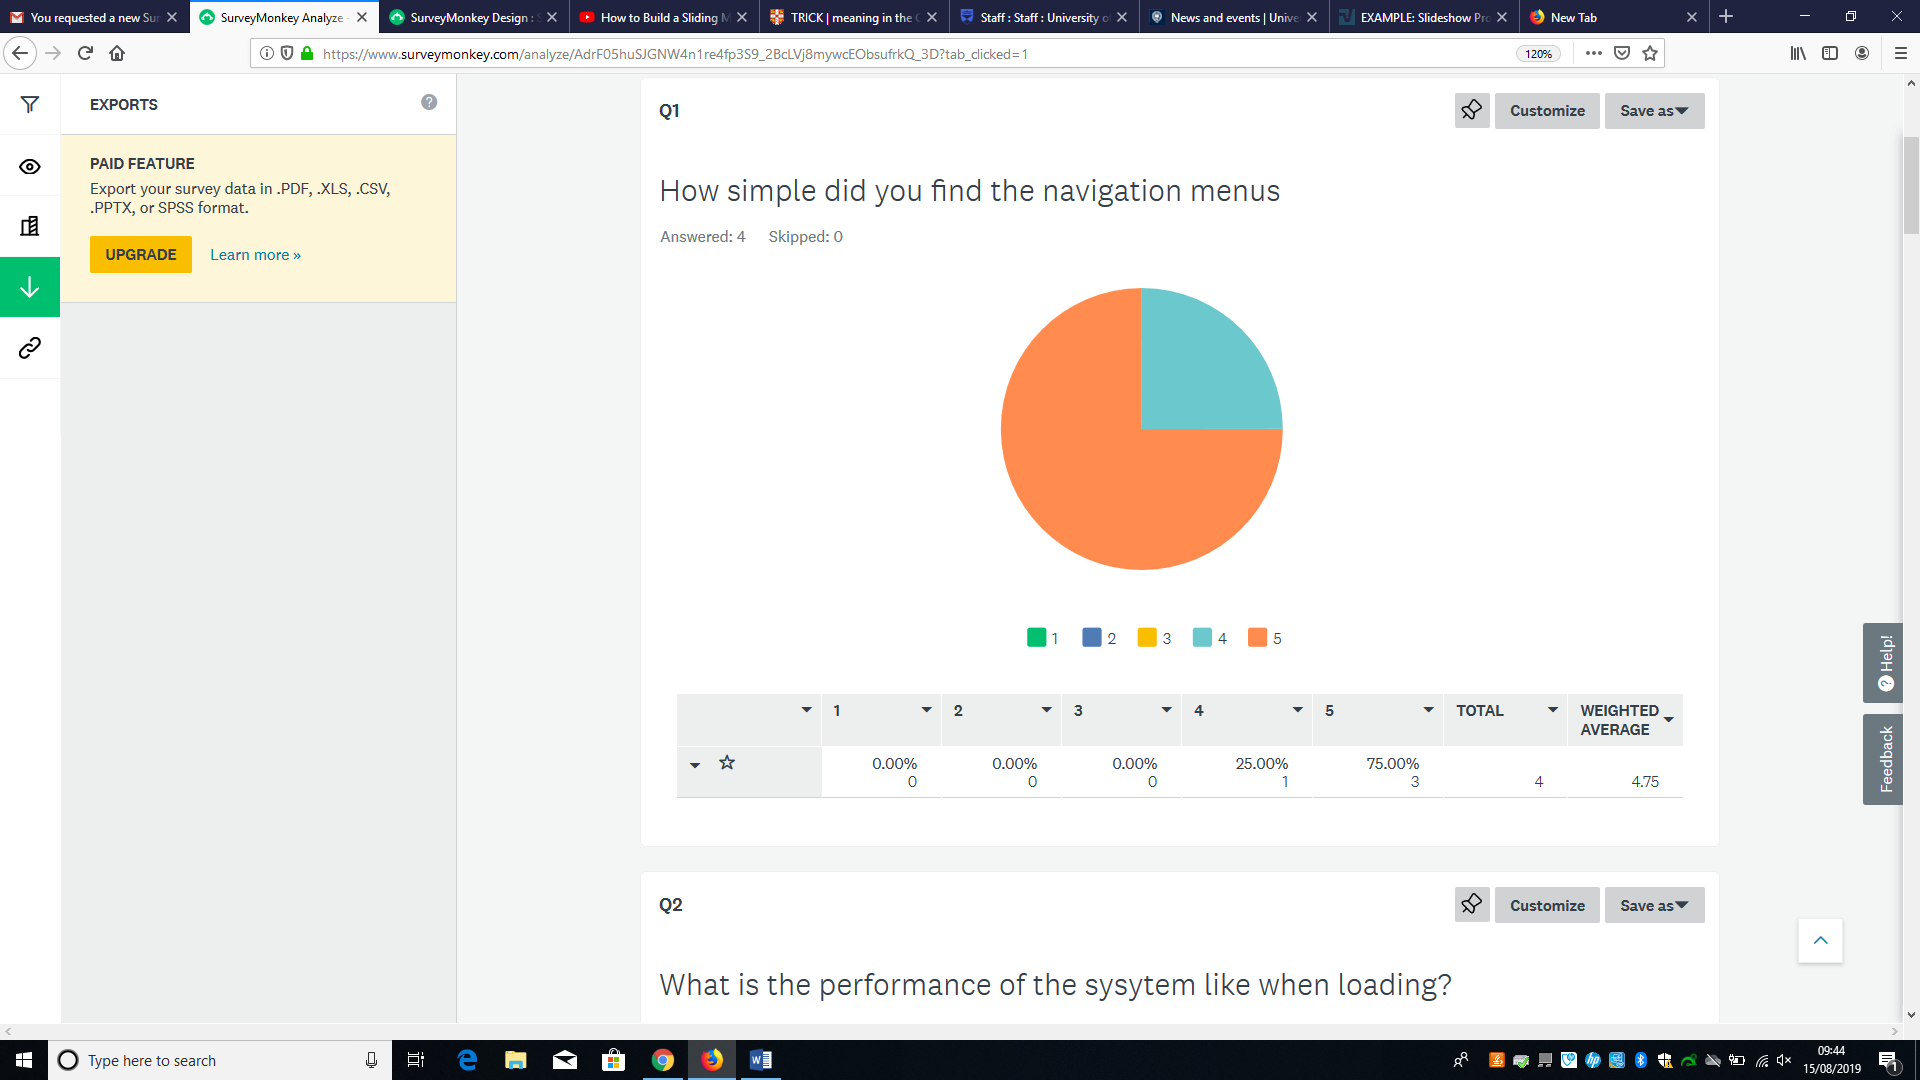 You requested a new Sur
SurveyMonkey Analyze -
SurveyMonkey Design : S
How to Build a Sliding M
TRICK | meaning in the C
Staff : Staff : University o
News and events | Unive
EXAMPLE: Slideshow Pro
New Tab
https://www.surveymonkey.com/analyze/AdrF05huSJGNW4n1re4fp3S9_2BcLVj8mywcEObsufrkQ_3D?tab_clicked=1
120%
EXPORTS
PAID FEATURE
Export your survey data in .PDF, .XLS, .CSV,
.PPTX, or SPSS format.
UPGRADE
Learn more »
Q1
Customize
Save as
How simple did you find the navigation menus
Answered: 4 Skipped: 0
1 2 3 4 5
1 2 3 4 5 TOTAL WEIGHTED
AVERAGE
0.00% 0.00% 0.00% 25.00% 75.00%
0 0 0 1 3 4 4.75
Help!
Feedback
Q2
Customize
Save as
What is the performance of the sysytem like when loading?
Type here to search
09:44
15/08/2019
1